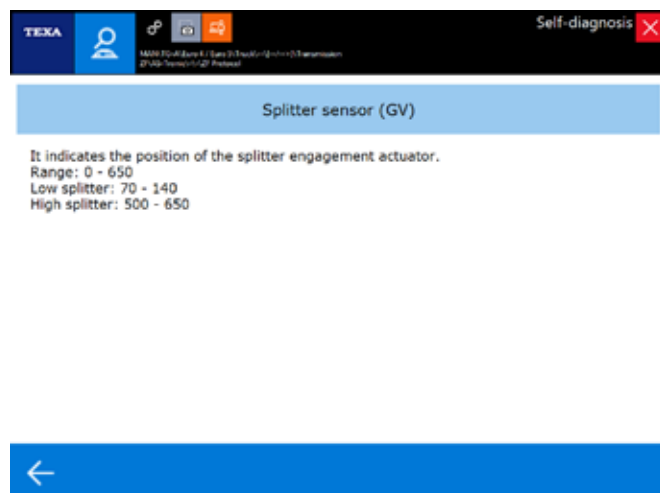 TEXA
Self-diagnosis
Splitter sensor (GV)
It indicates the position of the splitter engagement actuator.
Range: 0 - 650
Low splitter: 70 - 140
High splitter: 500 - 650